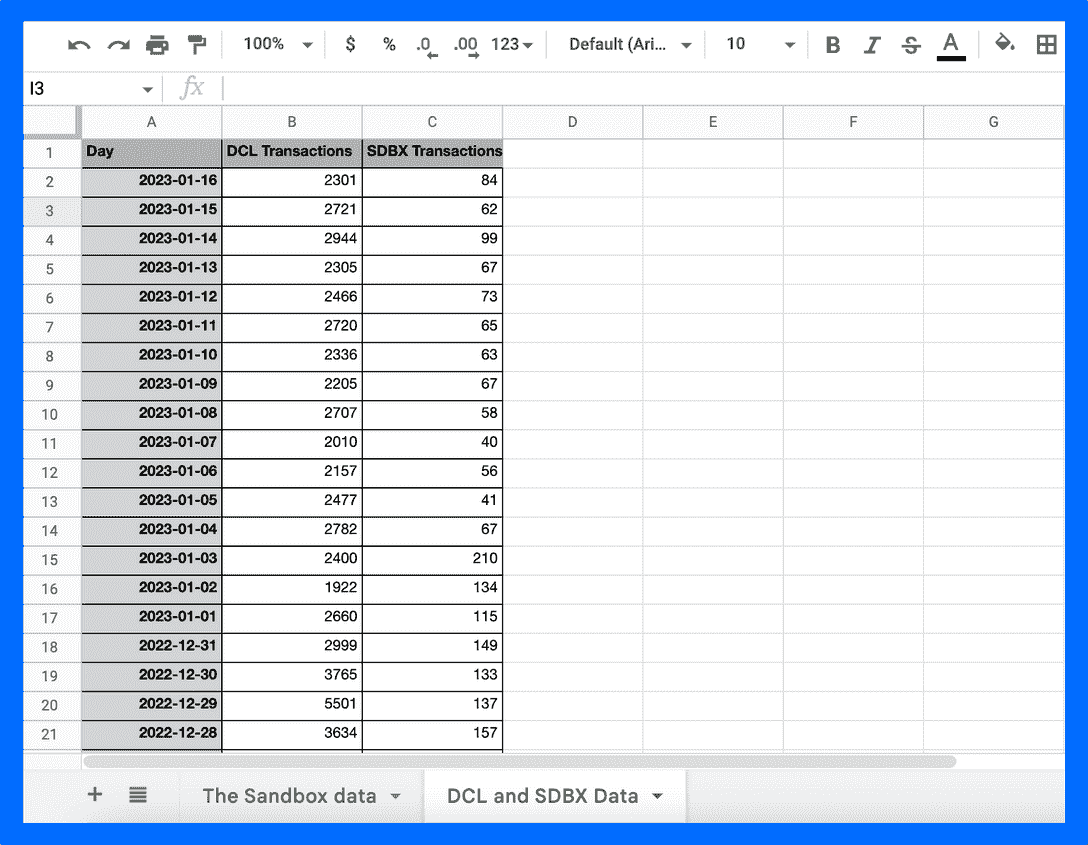 100% $ % .0 .00 123 Default (Ari... 10 B I S A
I3 fx
A B C D E F G
1 Day DCL Transactions SDBX Transactions
2 2023-01-16 2301 84
3 2023-01-15 2721 62
4 2023-01-14 2944 99
5 2023-01-13 2305 67
6 2023-01-12 2466 73
7 2023-01-11 2720 65
8 2023-01-10 2336 63
9 2023-01-09 2205 67
10 2023-01-08 2707 58
11 2023-01-07 2010 40
12 2023-01-06 2157 56
13 2023-01-05 2477 41
14 2023-01-04 2782 67
15 2023-01-03 2400 210
16 2023-01-02 1922 134
17 2023-01-01 2660 115
18 2022-12-31 2999 149
19 2022-12-30 3765 133
20 2022-12-29 5501 137
21 2022-12-28 3634 157
+ The Sandbox data DCL and SDBX Data